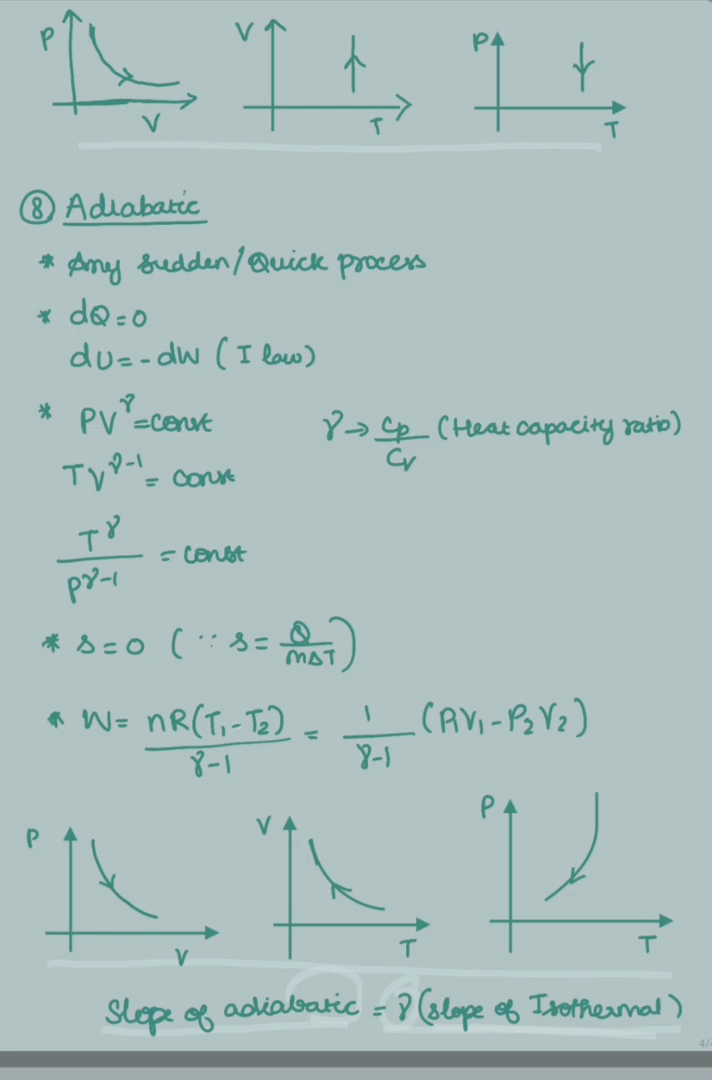 P V P
V T T
⑧ Adiabatic
* Any sudden/Quick process
* dQ=0
dU=-dW (I law)
* PV^γ=const γ→ Cp/Cv (Heat capacity ratio)
TV^γ-1 = const
T^γ/P^γ-1 = const
* s=0 (∵ s= Q/mΔT)
* W= nR(T₁-T₂)/γ-1 = 1/γ-1 (P₁V₁-P₂V₂)
P V P
V T T
Slope of adiabatic = γ(slope of Isothermal)